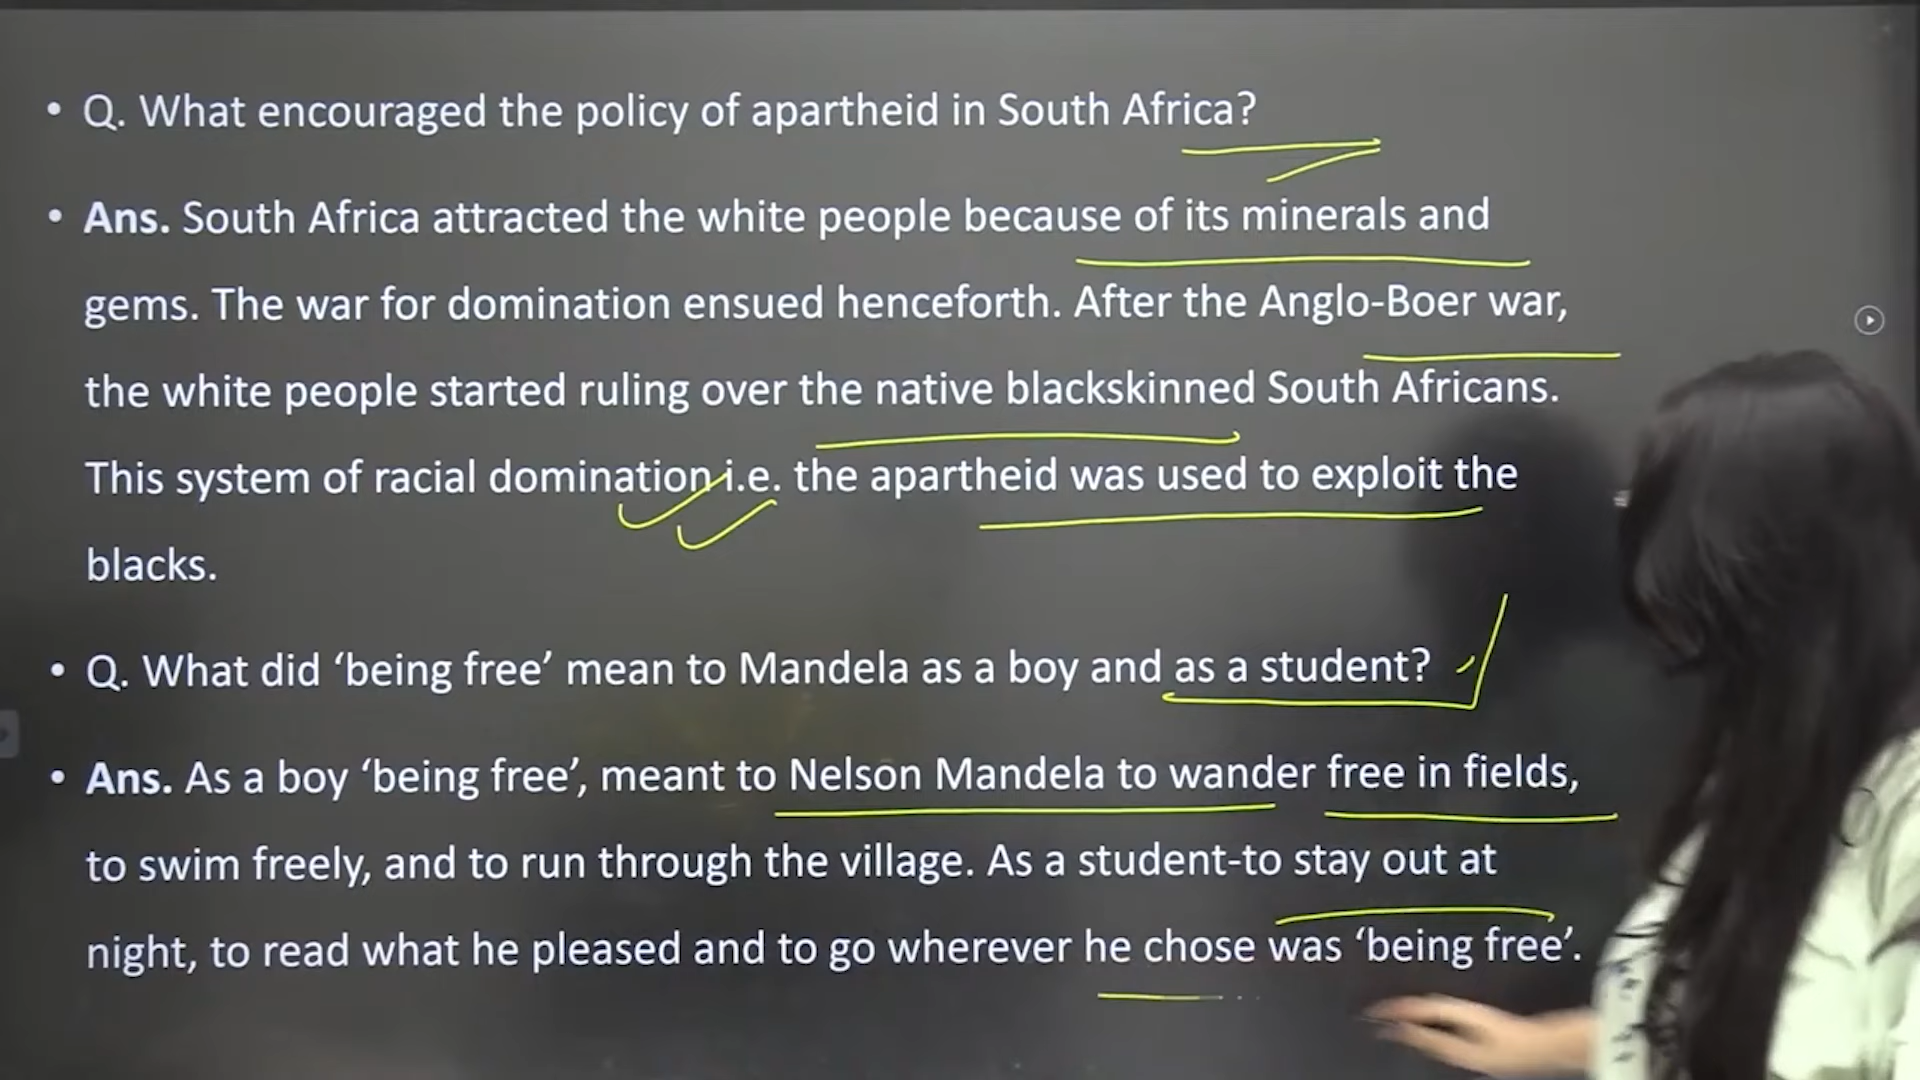 • Q. What encouraged the policy of apartheid in South Africa?
• Ans. South Africa attracted the white people because of its minerals and
gems. The war for domination ensued henceforth. After the Anglo-Boer war,
the white people started ruling over the native blackskinned South Africans.
This system of racial domination i.e. the apartheid was used to exploit the
blacks.
• Q. What did ‘being free’ mean to Mandela as a boy and as a student?
• Ans. As a boy ‘being free’, meant to Nelson Mandela to wander free in fields,
to swim freely, and to run through the village. As a student-to stay out at
night, to read what he pleased and to go wherever he chose was ‘being free’.